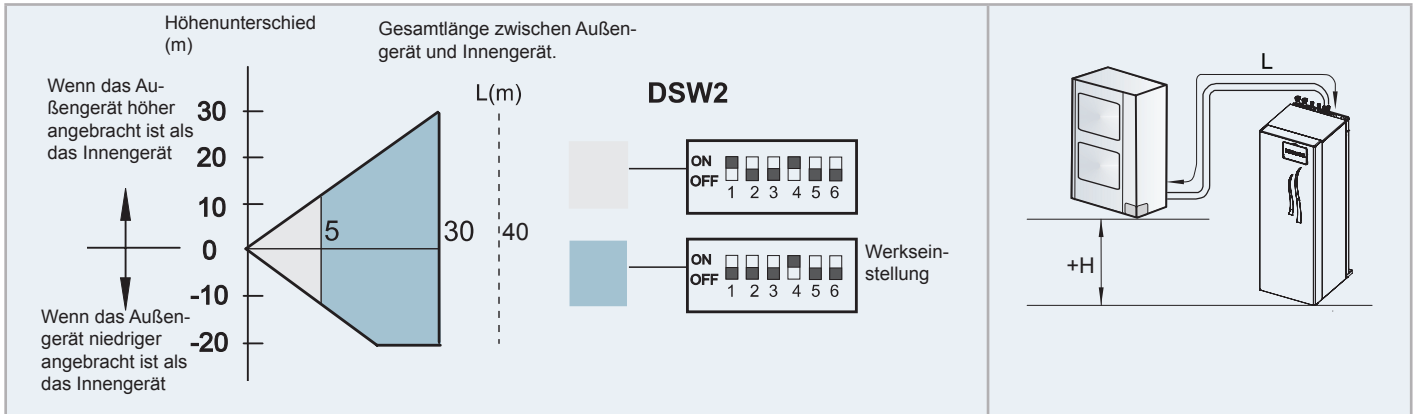 Höhenunterschied
(m)
Gesamtlänge zwischen Außen-
gerät und Innengerät.
Wenn das Au-
ßengerät höher
angebracht ist als
das Innengerät
30
20
10
0
-10
-20
Wenn das Außen-
gerät niedriger
angebracht ist als
das Innengerät
L(m)
5
30
40
DSW2
ON
OFF
1 2 3 4 5 6
ON
OFF
1 2 3 4 5 6
Werksein-
stellung
L
+H